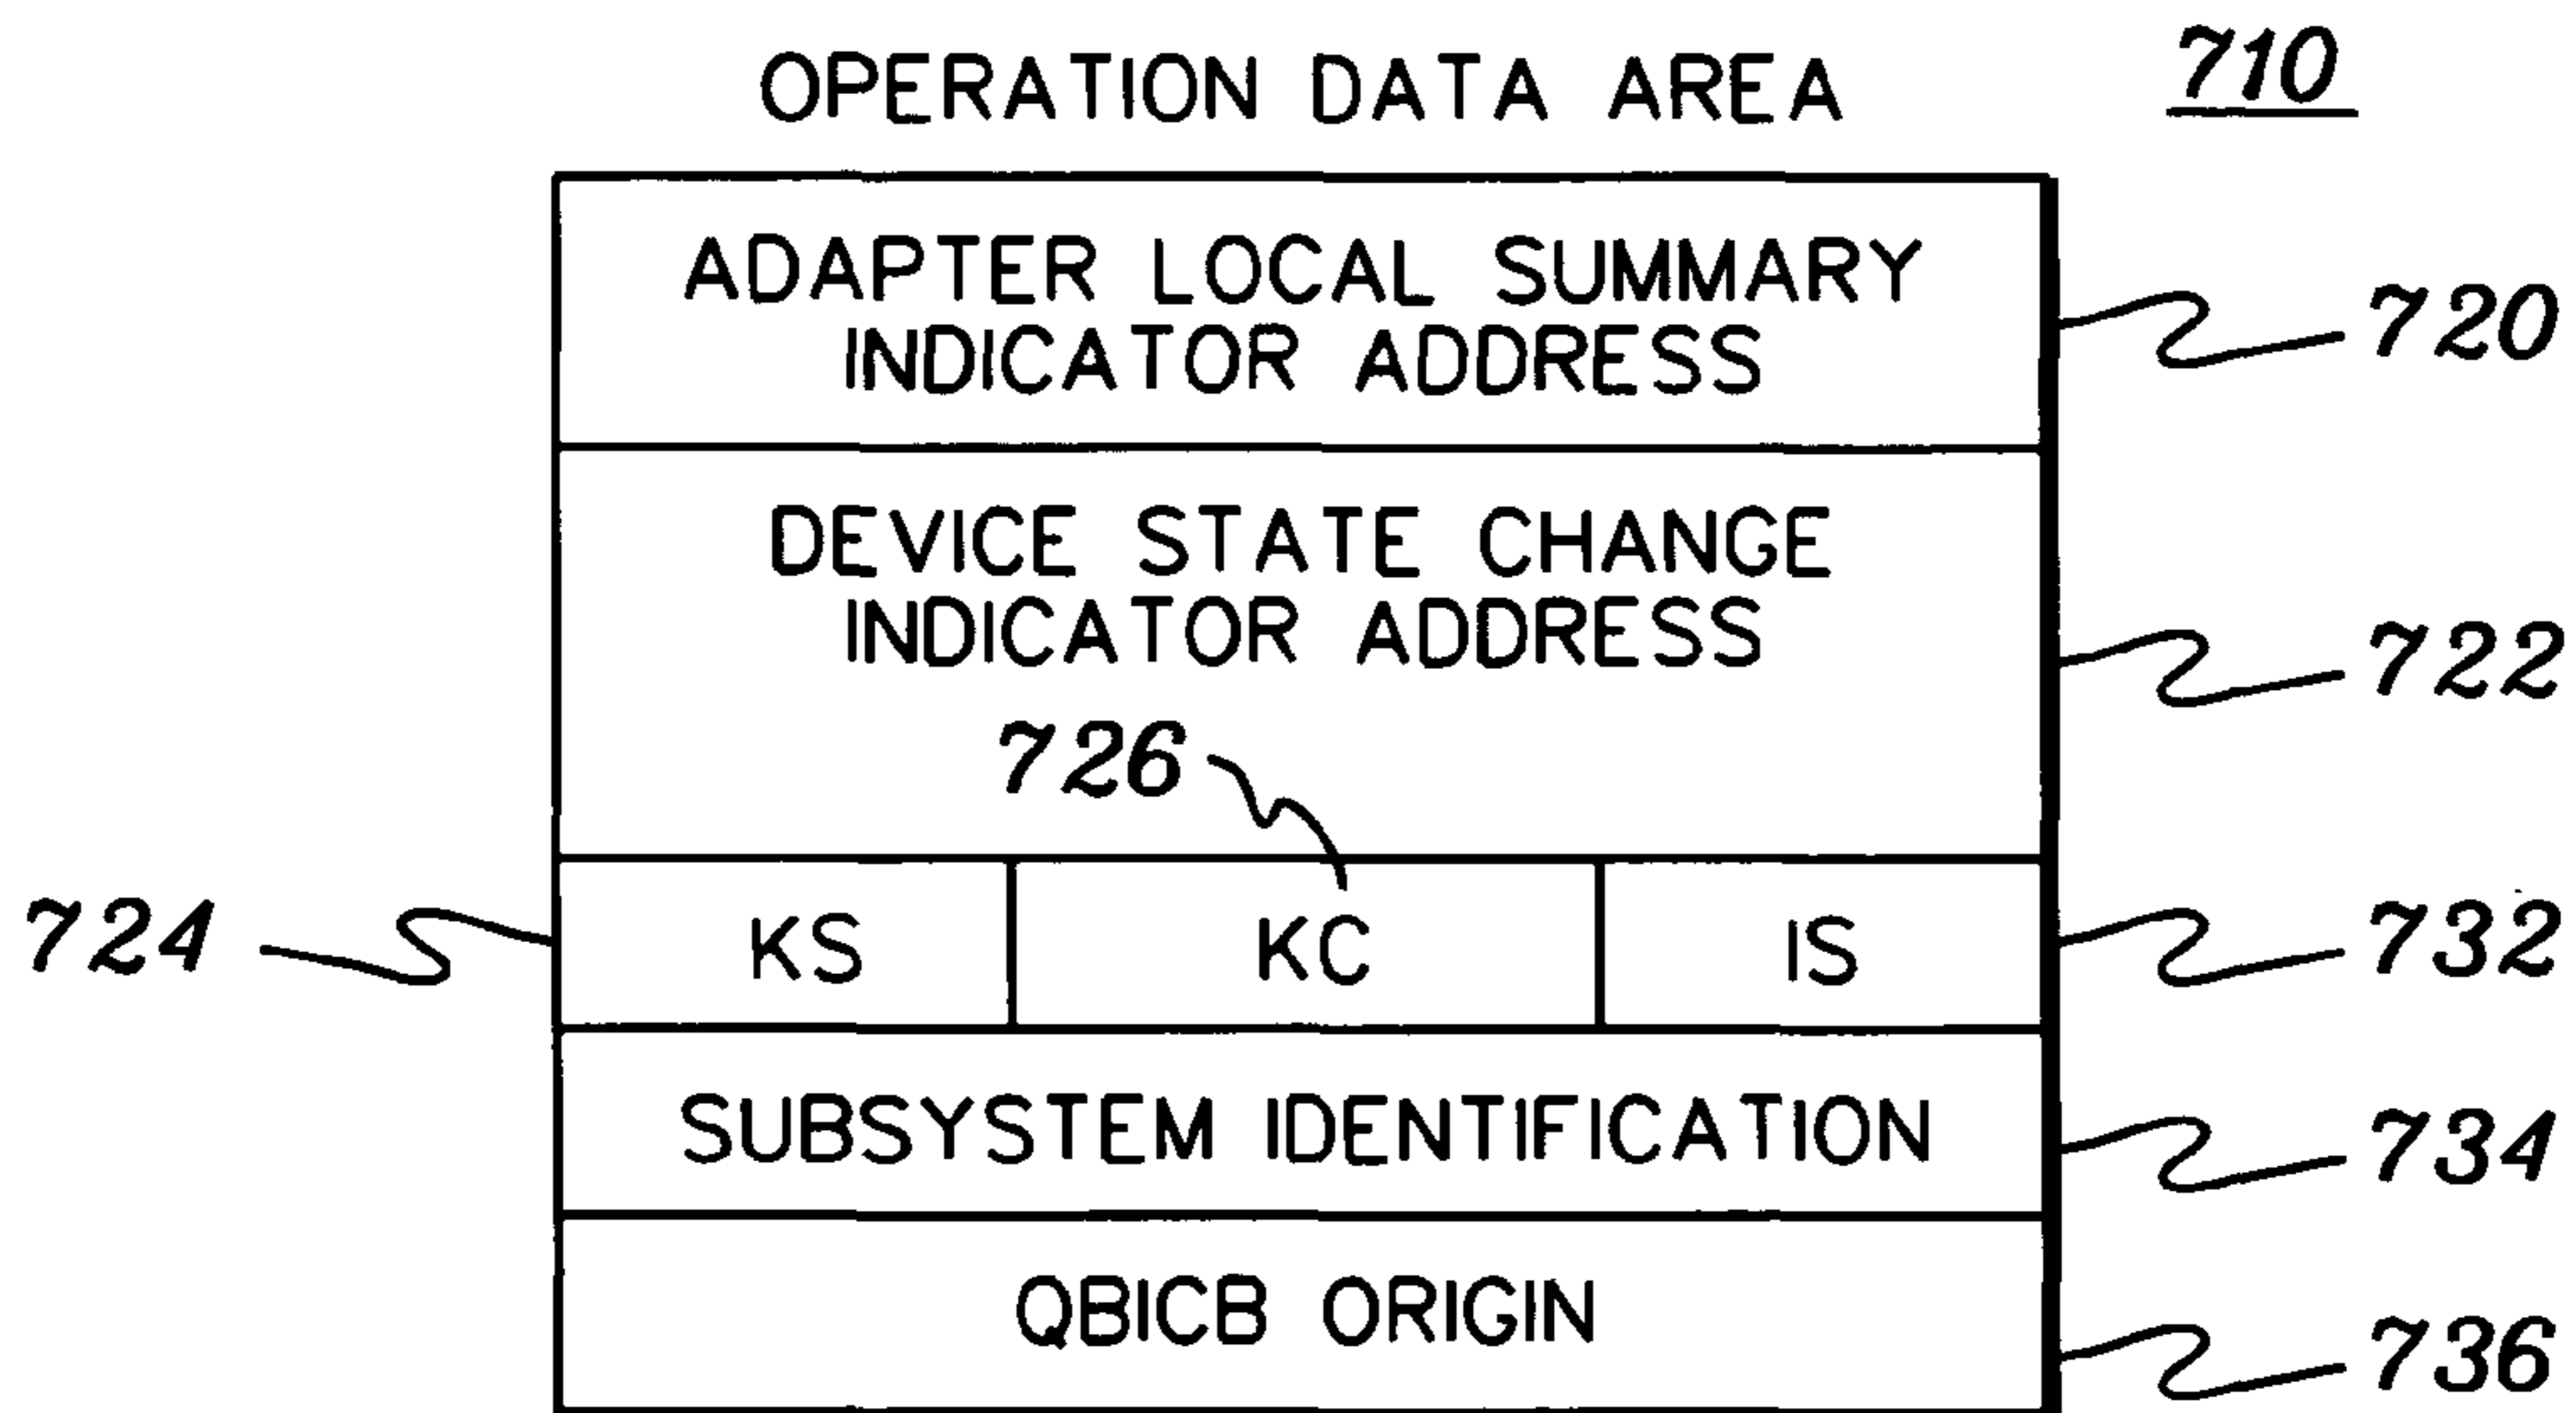 OPERATION DATA AREA 710
ADAPTER LOCAL SUMMARY
INDICATOR ADDRESS
720
DEVICE STATE CHANGE
INDICATOR ADDRESS
722
726
724 KS KC IS 732
SUBSYSTEM IDENTIFICATION 734
QBICB ORIGIN 736